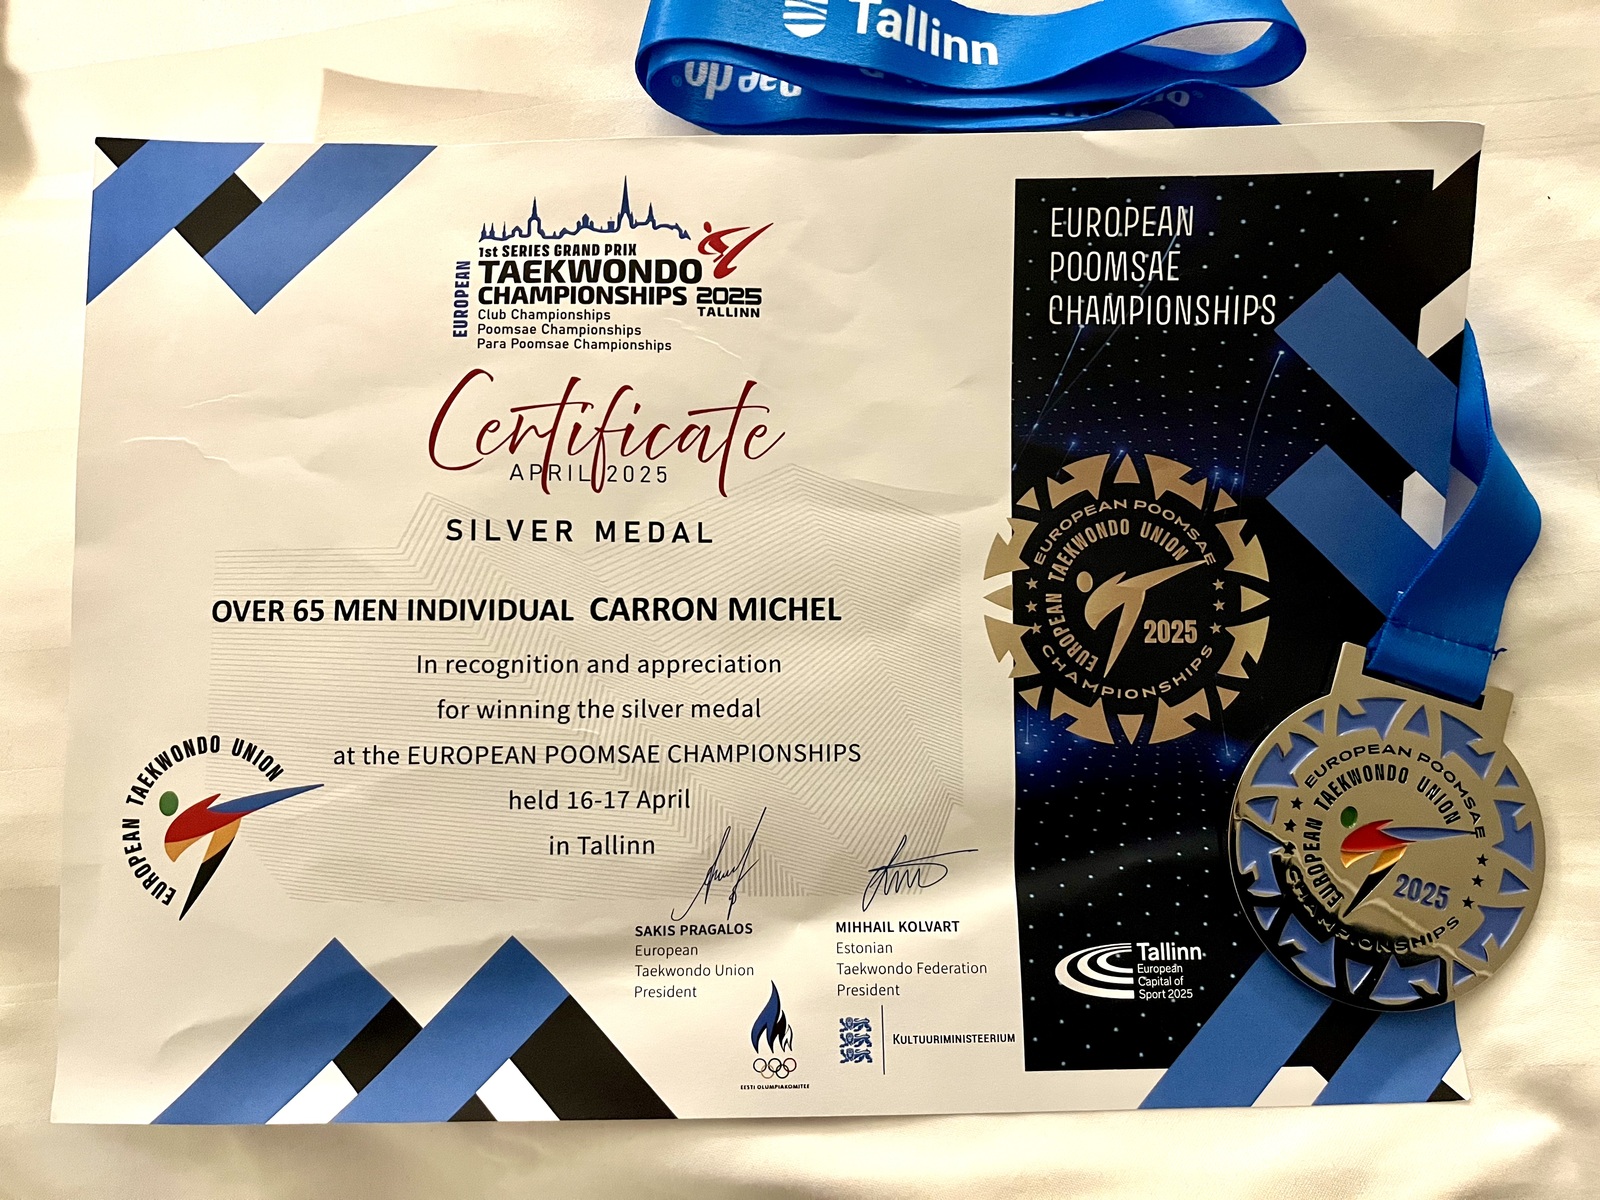 Tallinn
1st SERIES GRAND PRIX
EUROPEAN
TAEKWONDO
CHAMPIONSHIPS 2025
TALLINN
Club Championships
Poomsae Championships
Para Poomsae Championships
Certificate
APRIL 2025
SILVER MEDAL
OVER 65 MEN INDIVIDUAL CARRON MICHEL
In recognition and appreciation
for winning the silver medal
at the EUROPEAN POOMSAE CHAMPIONSHIPS
held 16-17 April
in Tallinn
EUROPEAN TAEKWONDO UNION
SAKIS PRAGALOS
European
Taekwondo Union
President
MIHHAIL KOLVART
Estonian
Taekwondo Federation
President
EESTI OLÜMPIAKOMITEE
KULTUURIMINISTEERIUM
EUROPEAN
POOMSAE
CHAMPIONSHIPS
EUROPEAN POOMSAE
EUROPEAN TAEKWONDO UNION
2025
CHAMPIONSHIPS
Tallinn
European
Capital of
Sport 2025
EUROPEAN POOMSAE
EUROPEAN TAEKWONDO UNION
2025
CHAMPIONSHIPS